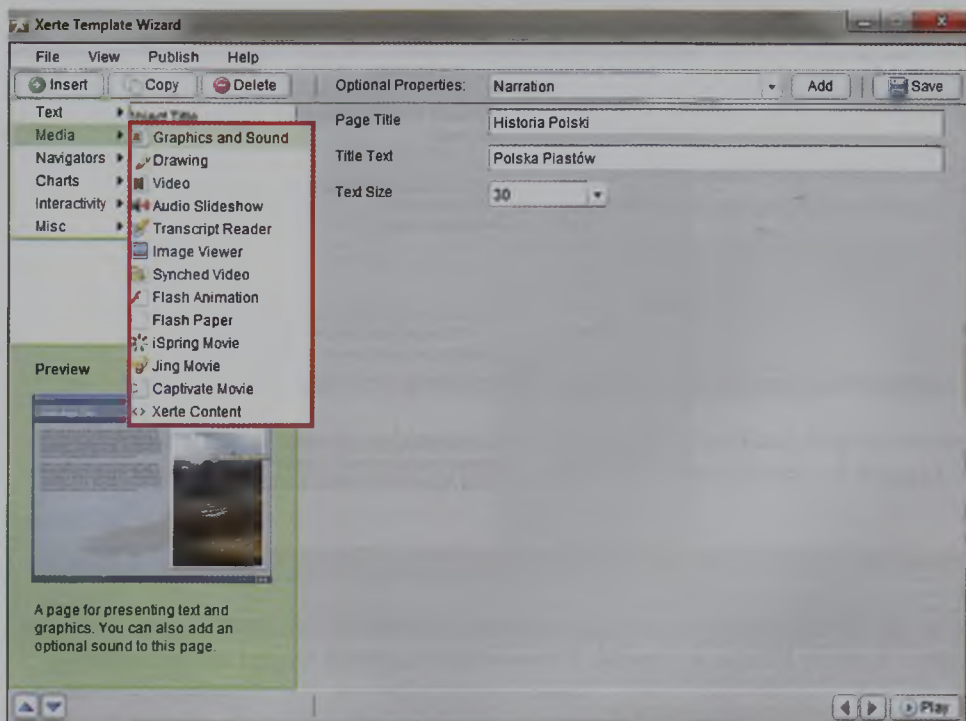 Xerte Template Wizard
File View Publish Help
Insert Copy Delete Optional Properties: Narration Add Save
Text
Media
Navigators
Charts
Interactivity
Misc
Graphics and Sound
Drawing
Video
Audio Slideshow
Transcript Reader
Image Viewer
Synched Video
Flash Animation
Flash Paper
iSpring Movie
Jing Movie
Captivate Movie
Xerte Content
Page Title Historia Polski
Title Text Polska Piastów
Text Size 30
Preview
A page for presenting text and
graphics. You can also add an
optional sound to this page.
Play